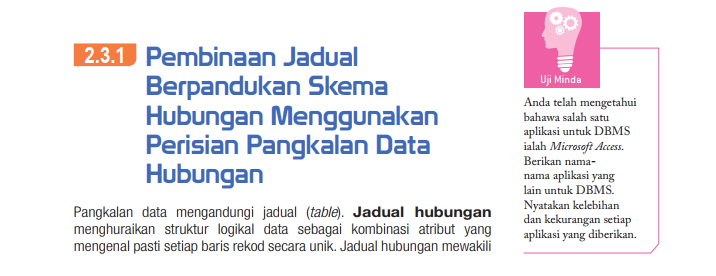 2.3.1 Pembinaan Jadual
Berpandukan Skema
Hubungan Menggunakan
Perisian Pangkalan Data
Hubungan
Pangkalan data mengandungi jadual (table). Jadual hubungan
menghuraikan struktur logikal data sebagai kombinasi atribut yang
mengenal pasti setiap baris rekod secara unik. Jadual hubungan mewakili
Uji Minda
Anda telah mengetahui
bahawa salah satu
aplikasi untuk DBMS
ialah Microsoft Access.
Berikan nama-
nama aplikasi yang
lain untuk DBMS.
Nyatakan kelebihan
dan kekurangan setiap
aplikasi yang diberikan.